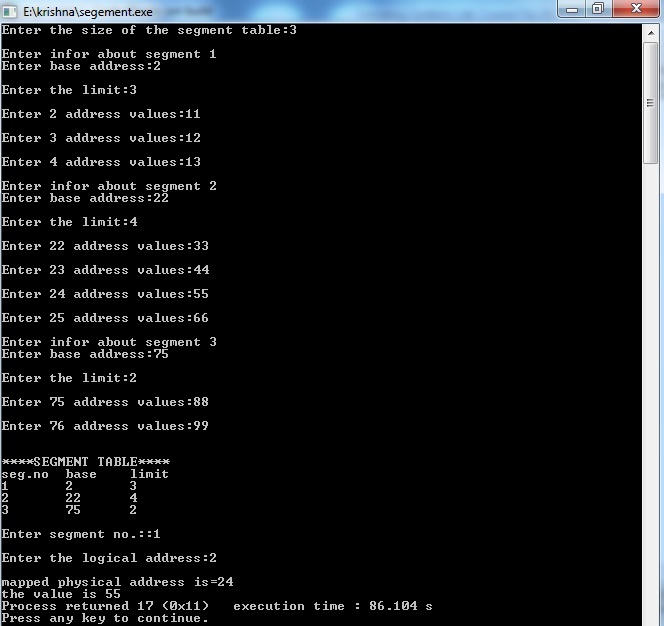 E:\krishna\segement.exe
Enter the size of the segment table:3
Enter infor about segment 1
Enter base address:2
Enter the limit:3
Enter 2 address values:11
Enter 3 address values:12
Enter 4 address values:13
Enter infor about segment 2
Enter base address:22
Enter the limit:4
Enter 22 address values:33
Enter 23 address values:44
Enter 24 address values:55
Enter 25 address values:66
Enter infor about segment 3
Enter base address:75
Enter the limit:2
Enter 75 address values:88
Enter 76 address values:99
****SEGMENT TABLE****
seg.no base limit
1 2 3
2 22 4
3 75 2
Enter segment no.::1
Enter the logical address:2
mapped physical address is=24
the value is 55
Process returned 17 (0x11) execution time : 86.104 s
Press any key to continue.